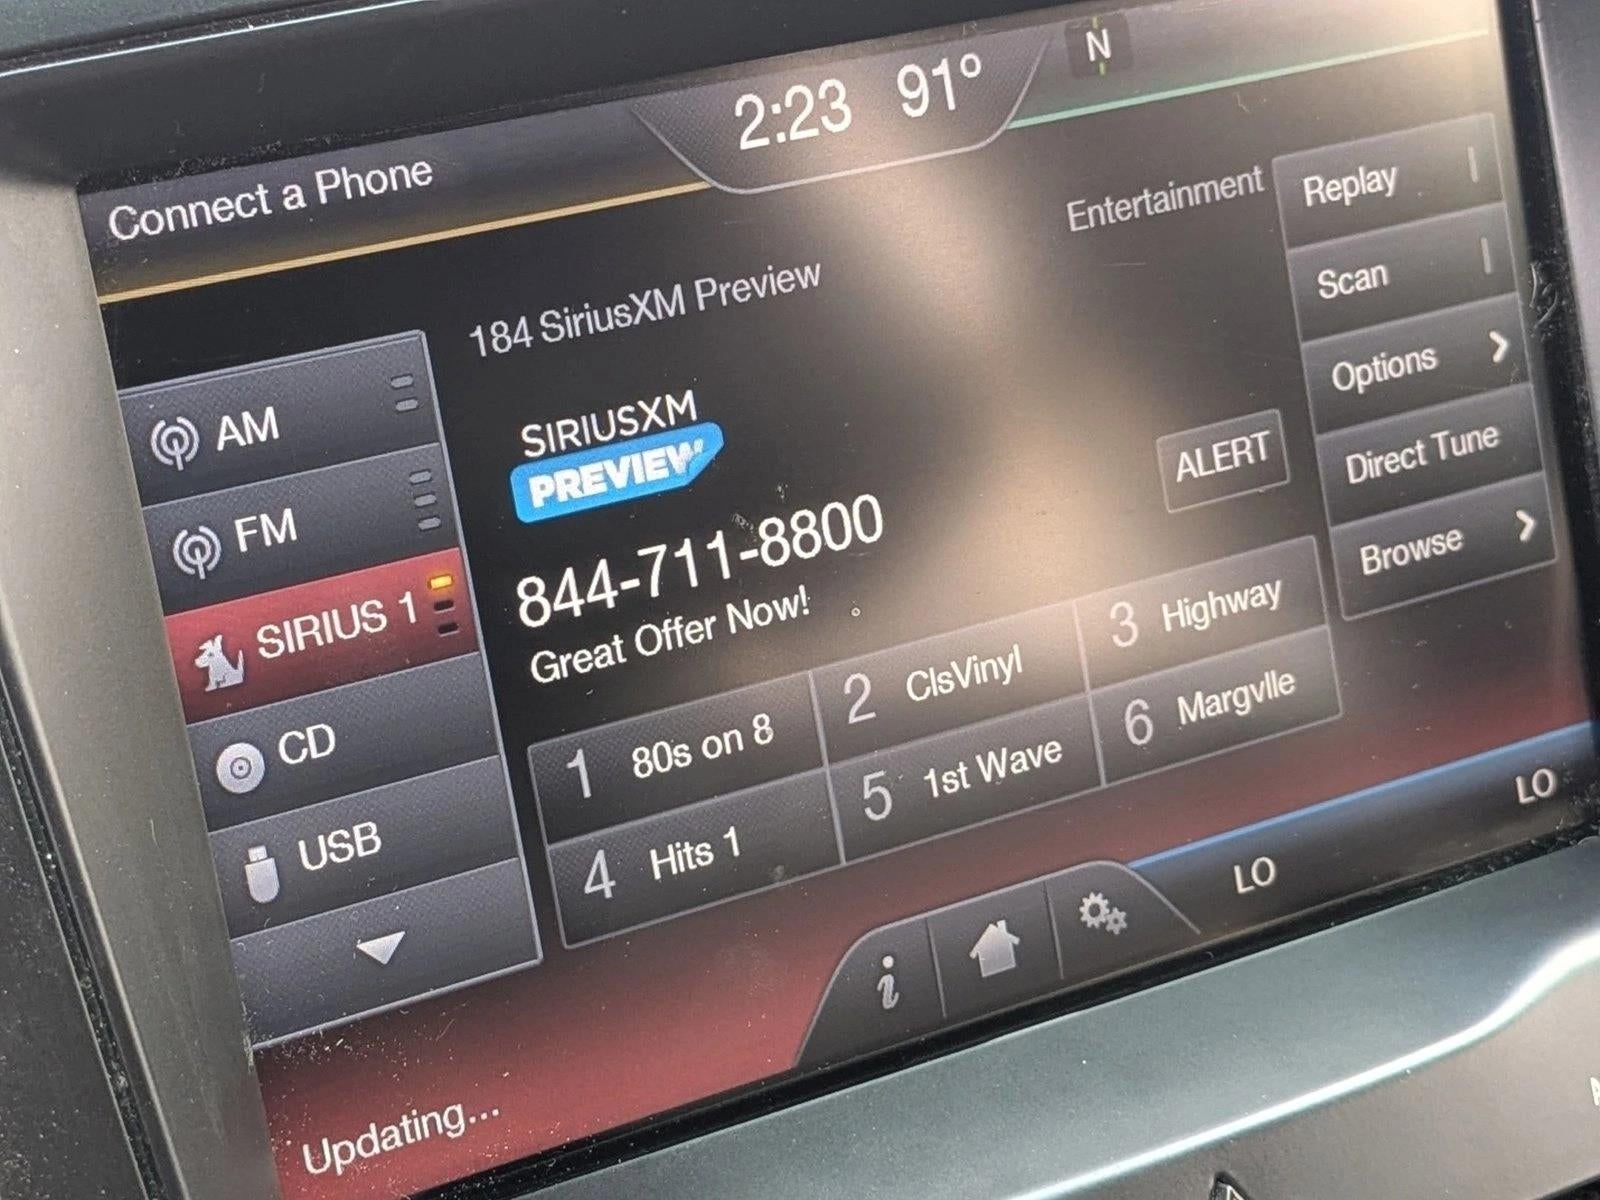 2:23 91° N
Connect a Phone
Entertainment
184 SiriusXM Preview
SIRIUSXM
PREVIEW
844-711-8800
Great Offer Now!
ALERT
AM
FM
SIRIUS 1
CD
USB
1 80s on 8
2 ClsVinyl
3 Highway
4 Hits 1
5 1st Wave
6 Margvlle
Replay
Scan
Options
Direct Tune
Browse
LO
LO
i
Updating...